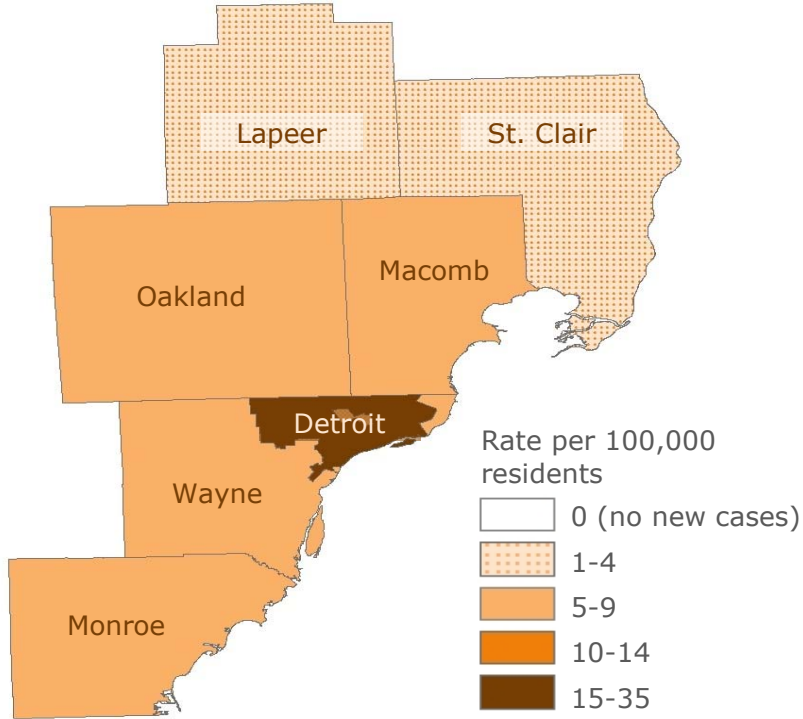 Lapeer
St. Clair
Oakland
Macomb
Detroit
Wayne
Monroe
Rate per 100,000
residents
0 (no new cases)
1-4
5-9
10-14
15-35